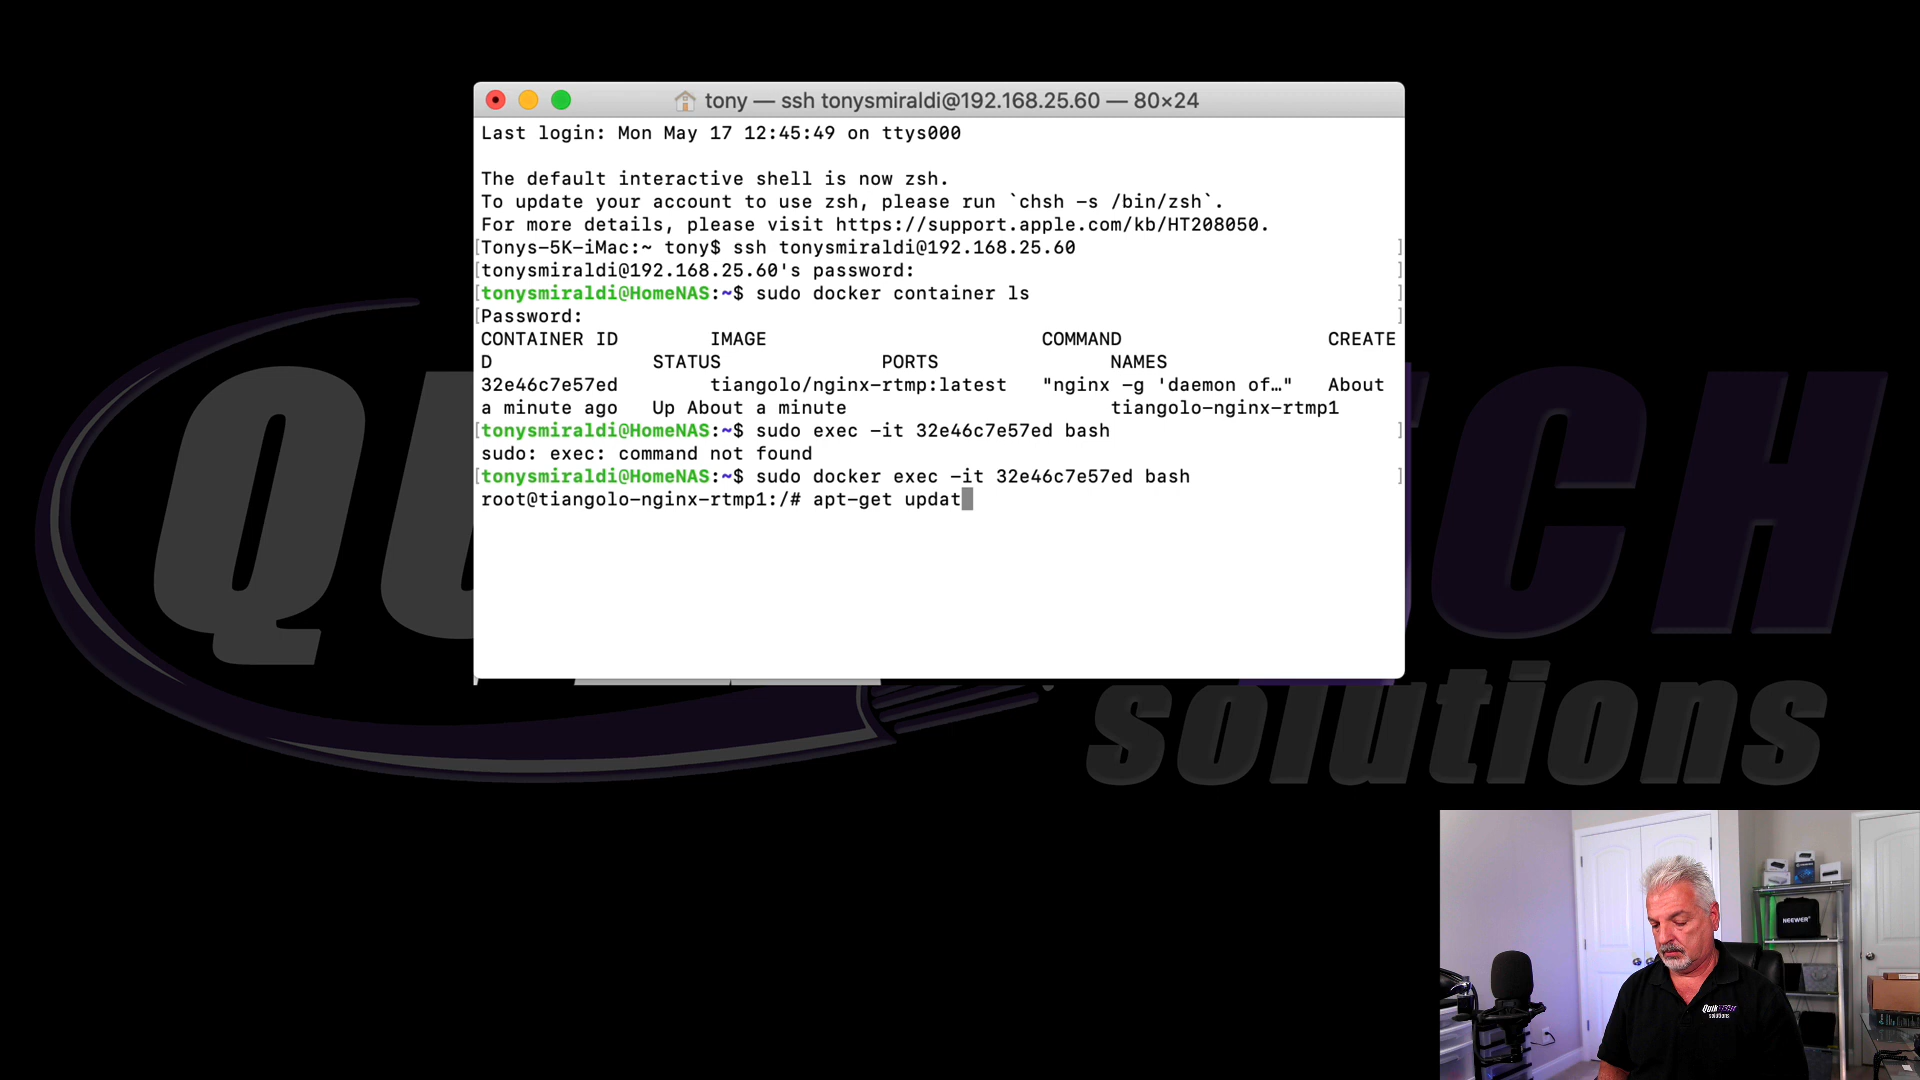 tony — ssh tonysmiraldi@192.168.25.60 — 80×24
Last login: Mon May 17 12:45:49 on ttys000
The default interactive shell is now zsh.
To update your account to use zsh, please run `chsh -s /bin/zsh`.
For more details, please visit https://support.apple.com/kb/HT208050.
[Tonys-5K-iMac:~ tony$ ssh tonysmiraldi@192.168.25.60 ]
[tonysmiraldi@192.168.25.60's password: ]
[tonysmiraldi@HomeNAS:~$ sudo docker container ls ]
[Password: ]
CONTAINER ID IMAGE COMMAND CREATE
D STATUS PORTS NAMES
32e46c7e57ed tiangolo/nginx-rtmp:latest "nginx -g 'daemon of…" About
a minute ago Up About a minute tiangolo-nginx-rtmp1
[tonysmiraldi@HomeNAS:~$ sudo exec -it 32e46c7e57ed bash ]
sudo: exec: command not found
[tonysmiraldi@HomeNAS:~$ sudo docker exec -it 32e46c7e57ed bash ]
root@tiangolo-nginx-rtmp1:/# apt-get updat
QU CH
solutions
NEEWER
QuikTECH
solutions